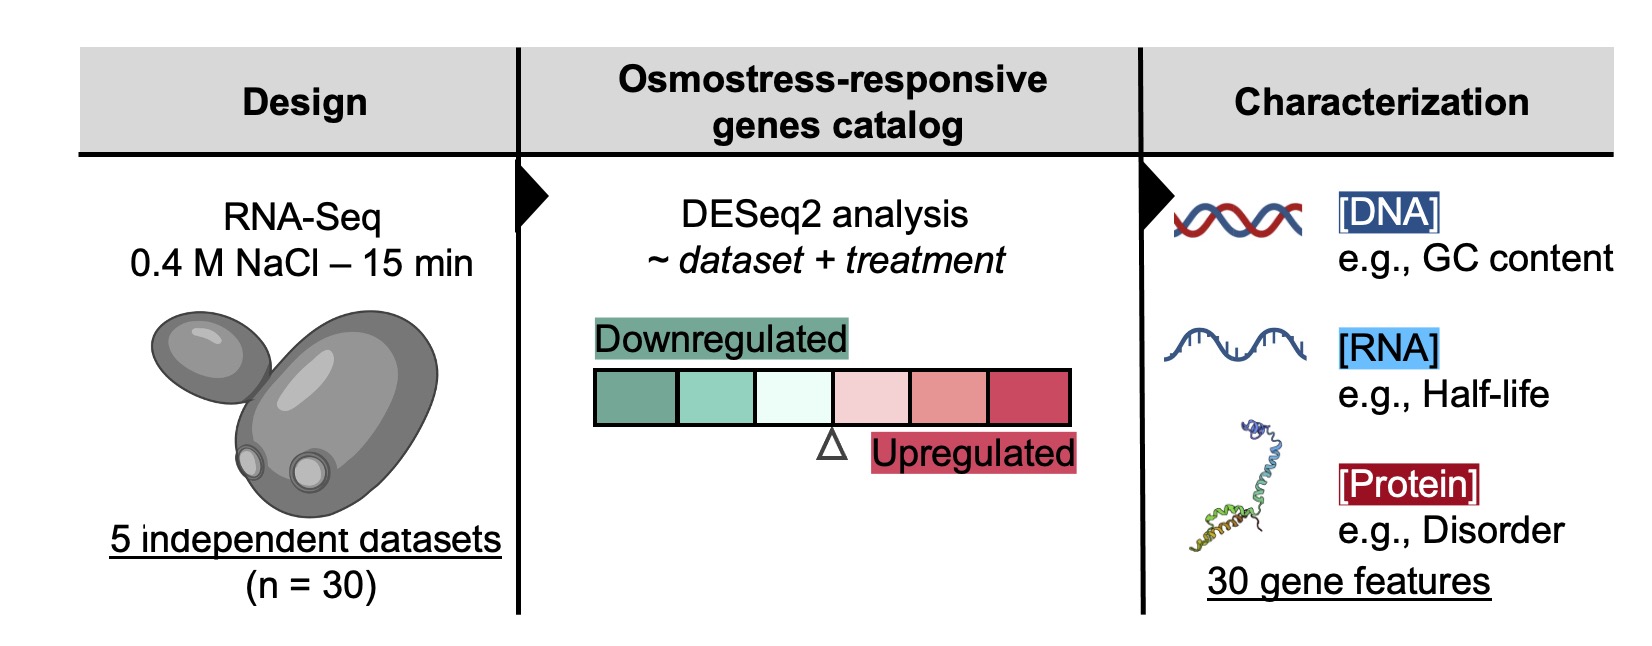 Design
Osmostress-responsive
genes catalog
Characterization
RNA-Seq
0.4 M NaCl – 15 min
5 independent datasets
(n = 30)
DESeq2 analysis
~ dataset + treatment
Downregulated
Upregulated
[DNA]
e.g., GC content
[RNA]
e.g., Half-life
[Protein]
e.g., Disorder
30 gene features